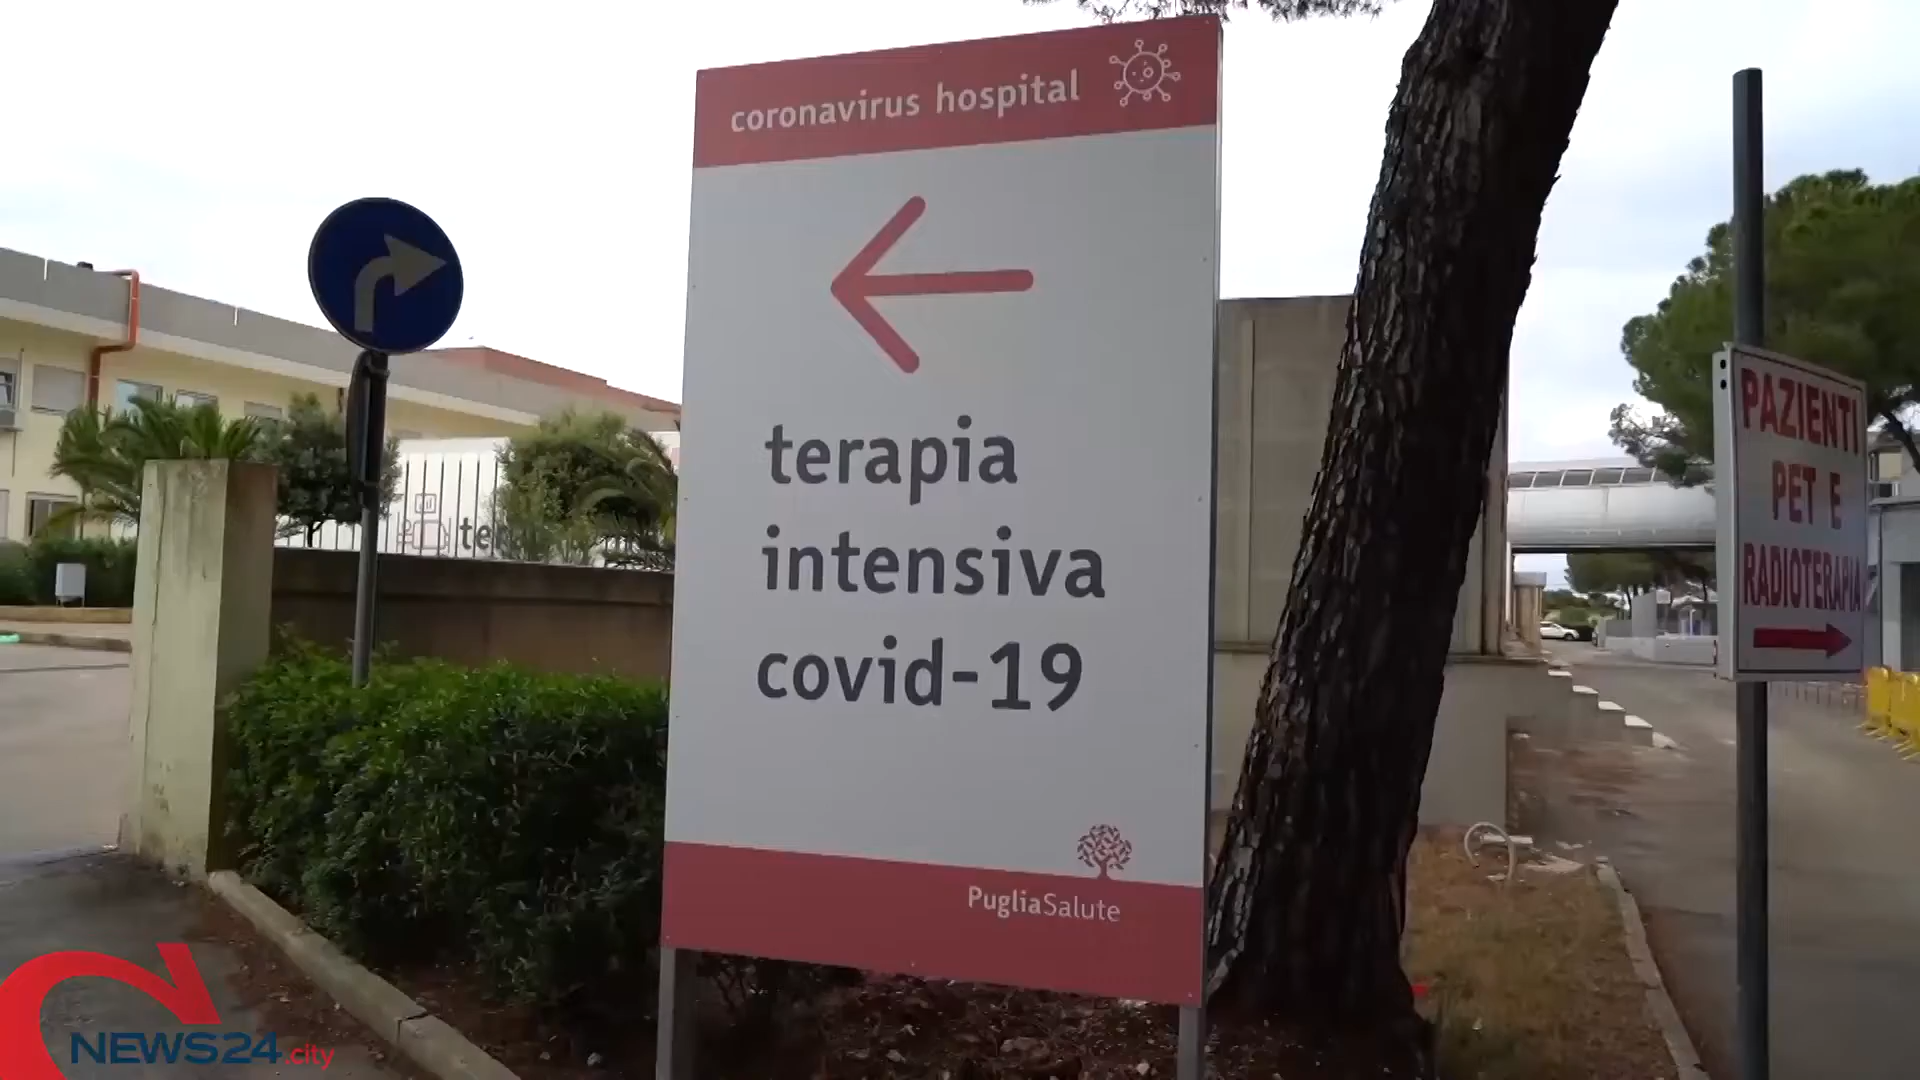 coronavirus hospital
terapia
intensiva
covid-19
PugliaSalute
PAZIENTI
PET E
RADIOTERAPIA
NEWS24.city